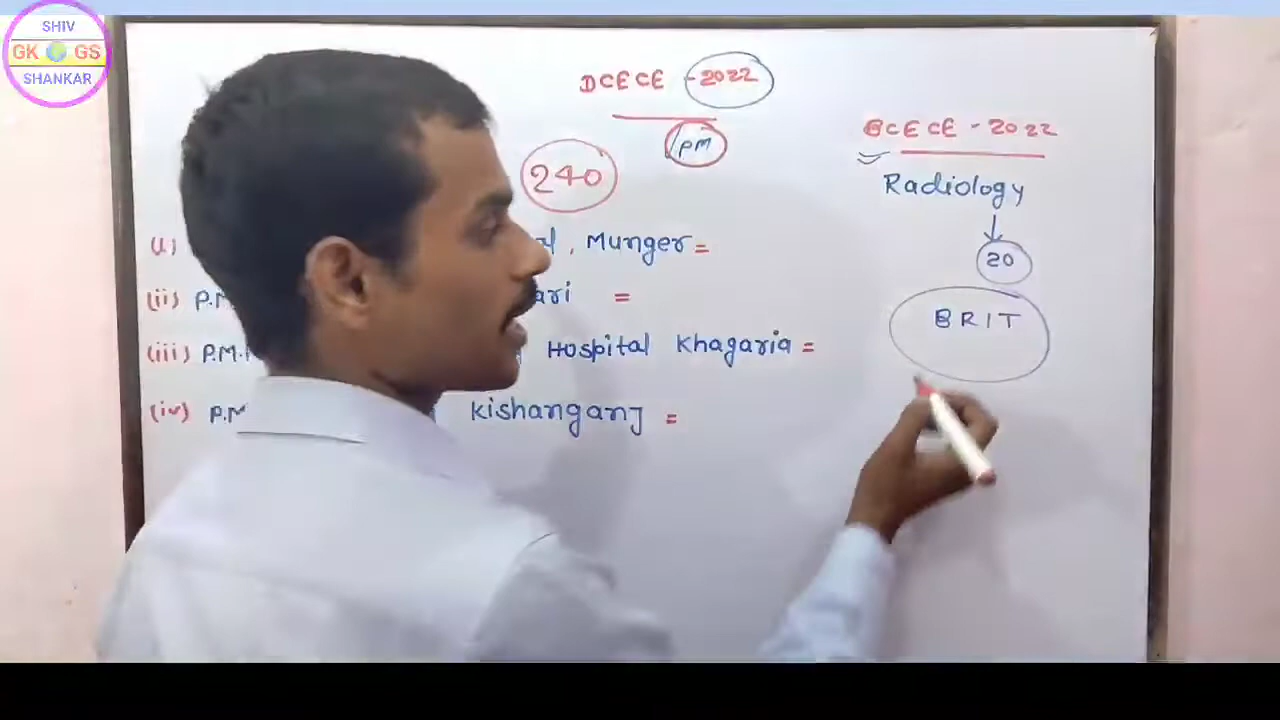 SHIV
GK GS
SHANKAR
DCECE - 2022
PM
240
(i) , Munger =
(ii) =
(iii) P.M. Hospital Khagaria =
(iv) P.M Kishanganj =
BCECE - 2022
Radiology
20
BRIT